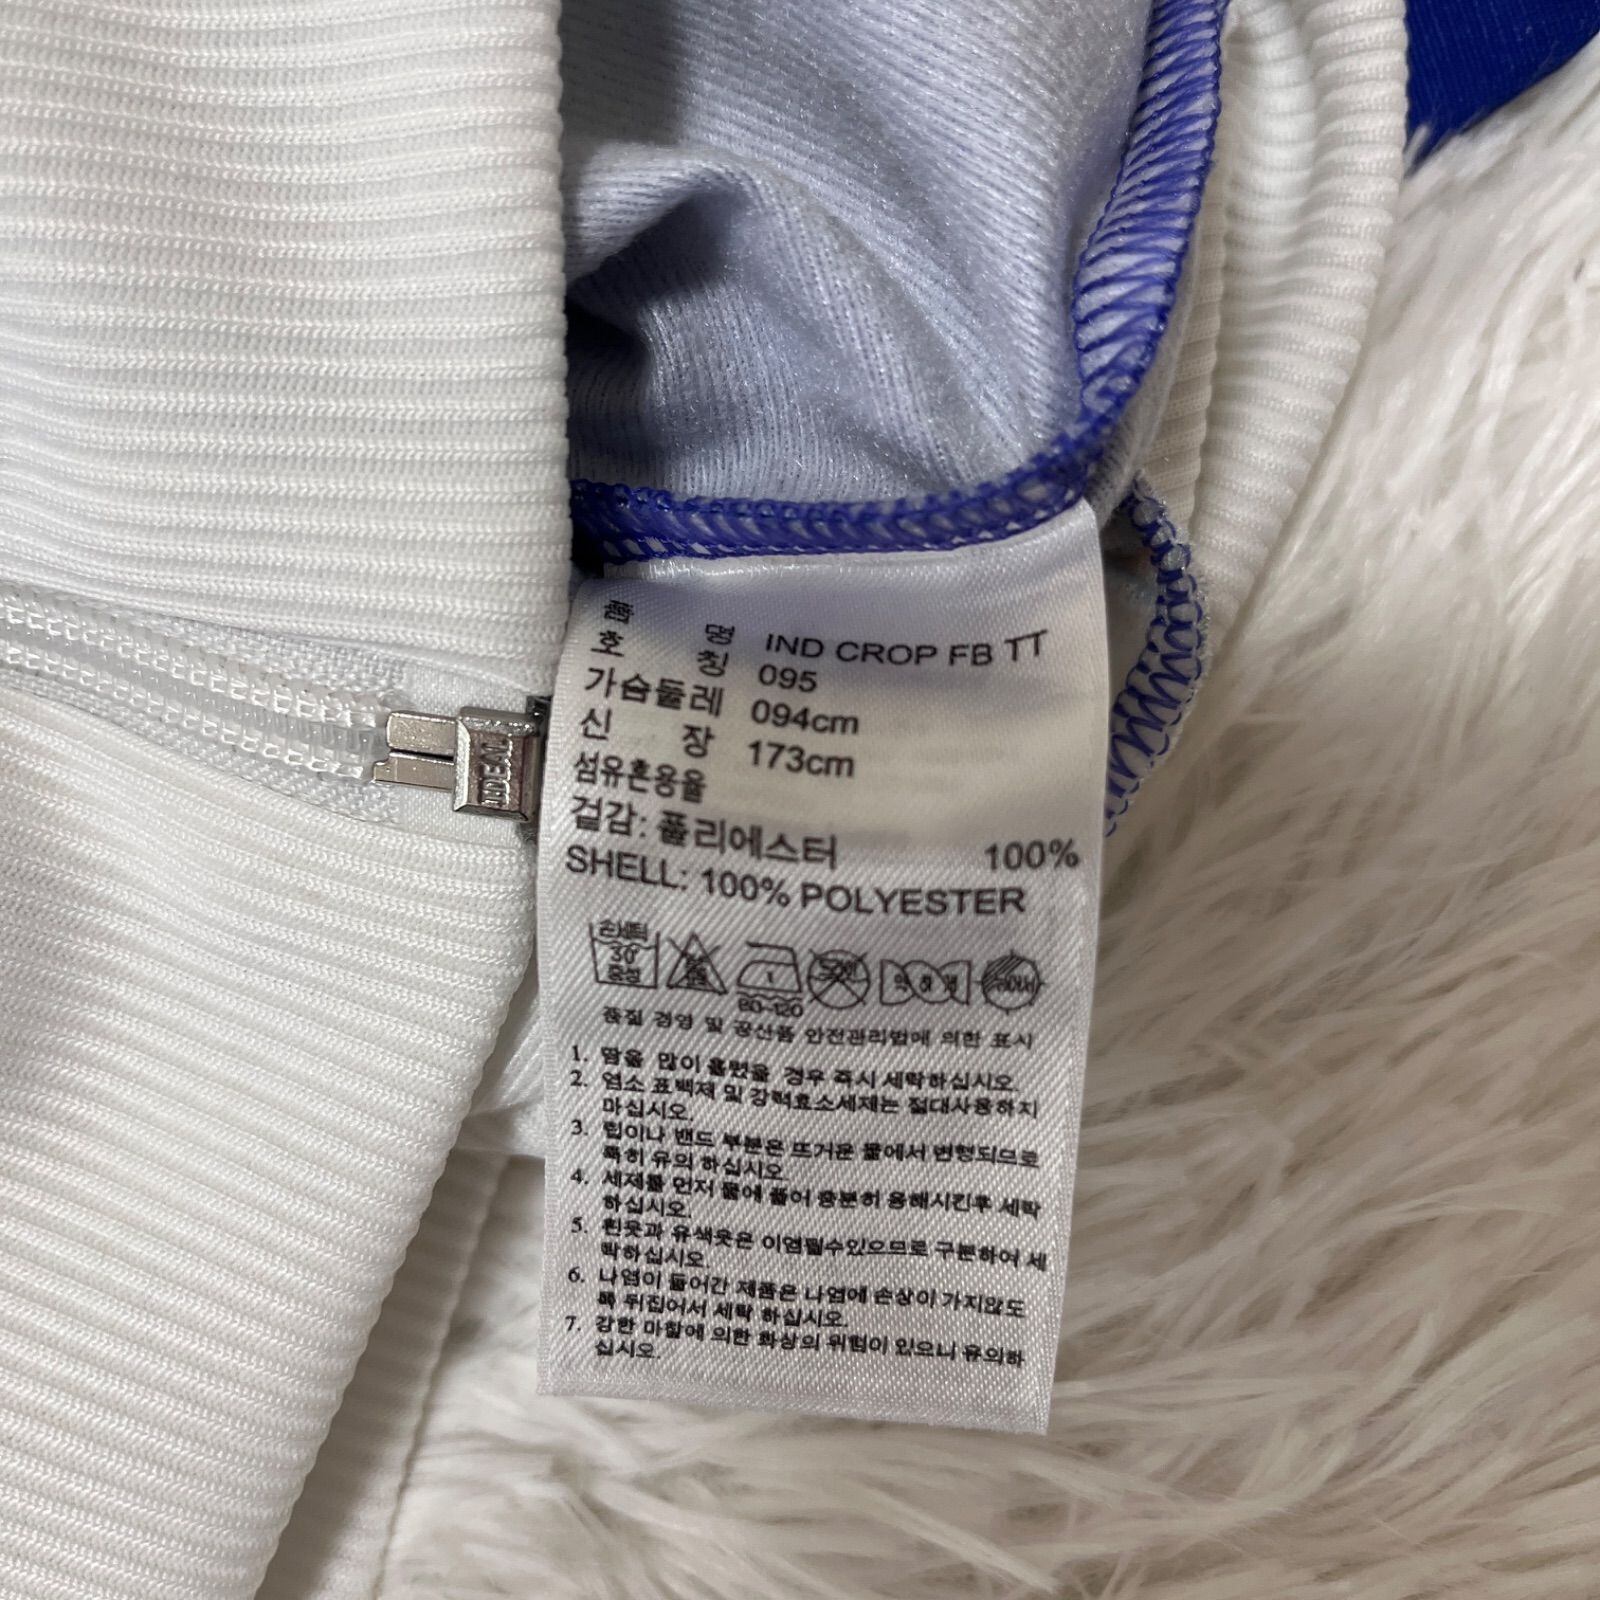 품 명 IND CROP FB TT
호 칭 095
가슴둘레 094cm
신 장 173cm
섬유혼용율
겉감: 폴리에스터 100%
SHELL: 100% POLYESTER
손세탁
30°
중성
80~120
약하게
품질 경영 및 공산품 안전관리법에 의한 표시
1. 땀을 많이 흘렸을 경우 즉시 세탁하십시오.
2. 염소 표백제 및 강력효소세제는 절대사용하지
마십시오.
3. 립이나 밴드 부분은 뜨거운 물에서 변형되므로
특히 유의 하십시오.
4. 세제를 먼저 물에 풀어 충분히 용해시킨후 세탁
하십시오.
5. 흰옷과 유색옷은 이염될수있으므로 구분하여 세
탁하십시오.
6. 나염이 들어간 제품은 나염에 손상이 가지않도
록 뒤집어서 세탁 하십시오.
7. 강한 마찰에 의한 화상의 위험이 있으니 유의하
십시오.
IDEAL